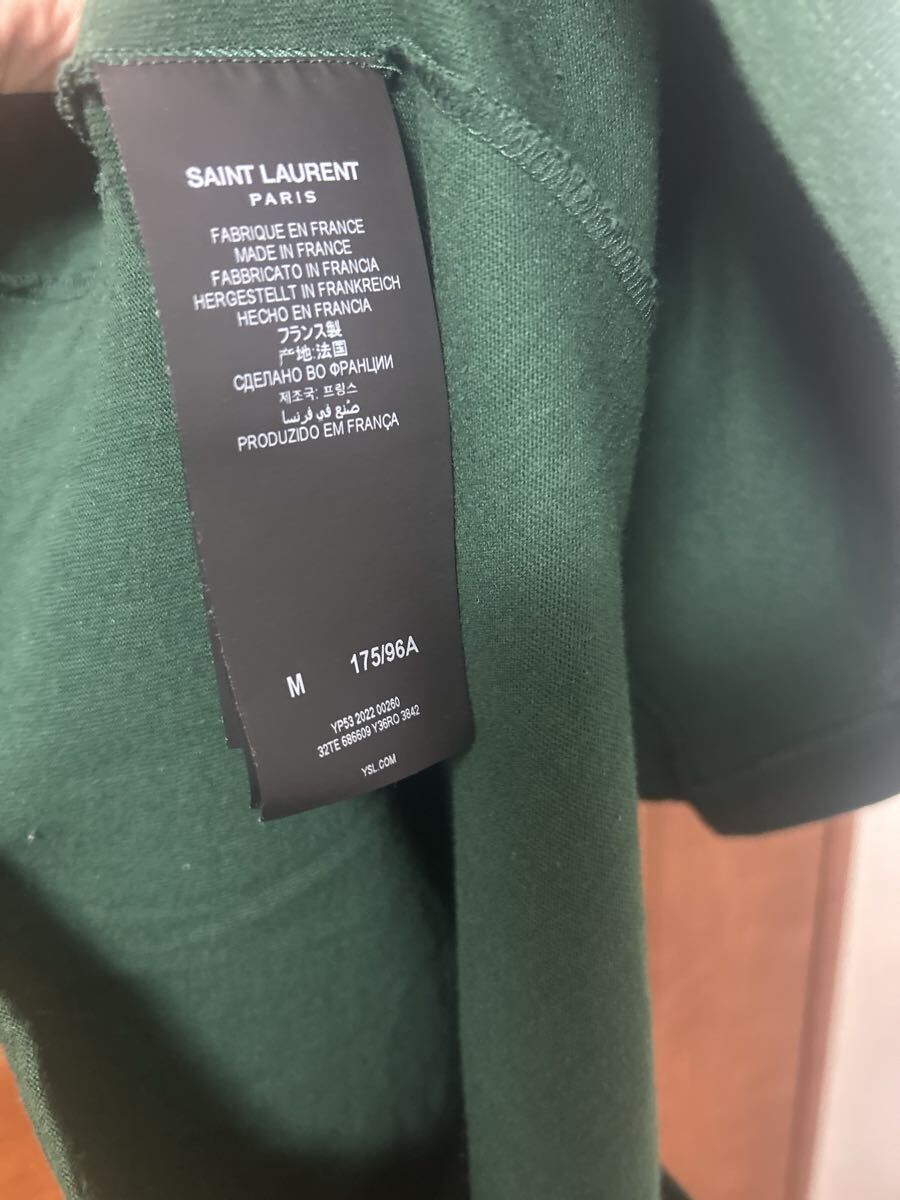 SAINT LAURENT
PARIS
FABRIQUE EN FRANCE
MADE IN FRANCE
FABBRICATO IN FRANCIA
HERGESTELLT IN FRANKREICH
HECHO EN FRANCIA
フランス製
产地:法国
СДЕЛАНО ВО ФРАНЦИИ
제조국: 프링스
صُنع في فرنسا
PRODUZIDO EM FRANÇA
M 175/96A
YP53 2022 00260
32TE 686609 Y36RO 3842
YSL.COM